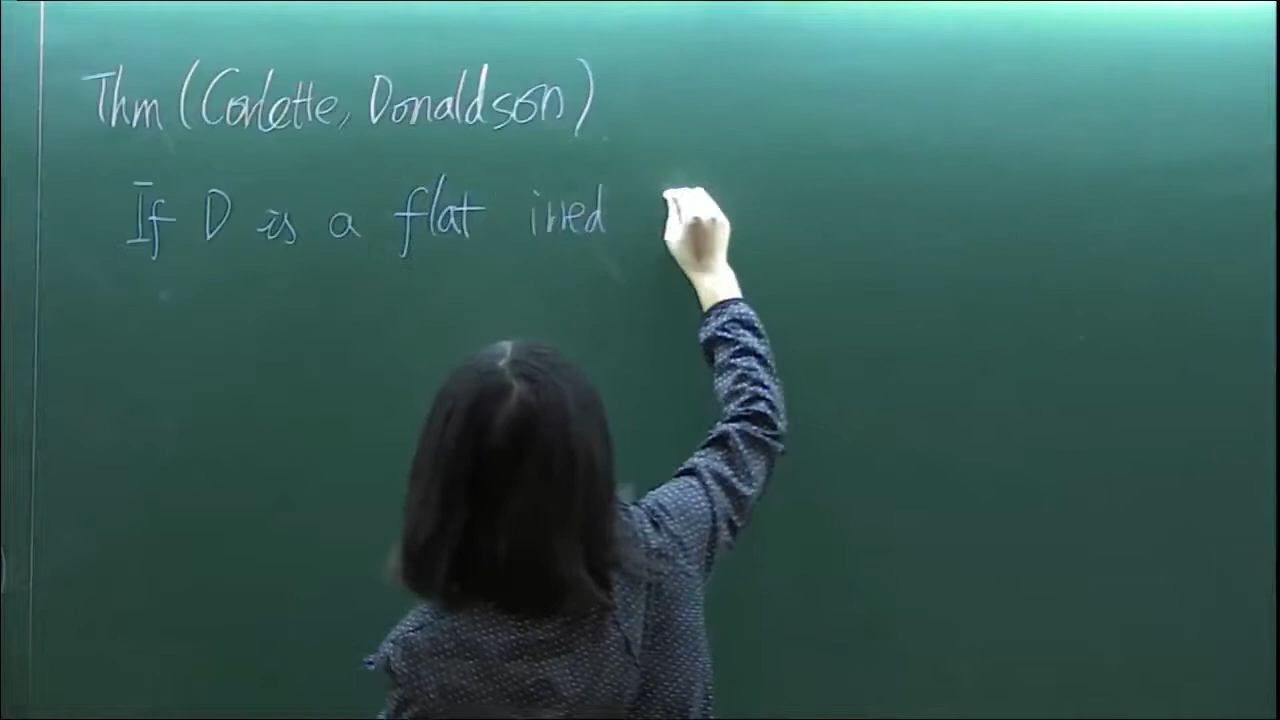 Thm (Corlette, Donaldson)
If D is a flat irred